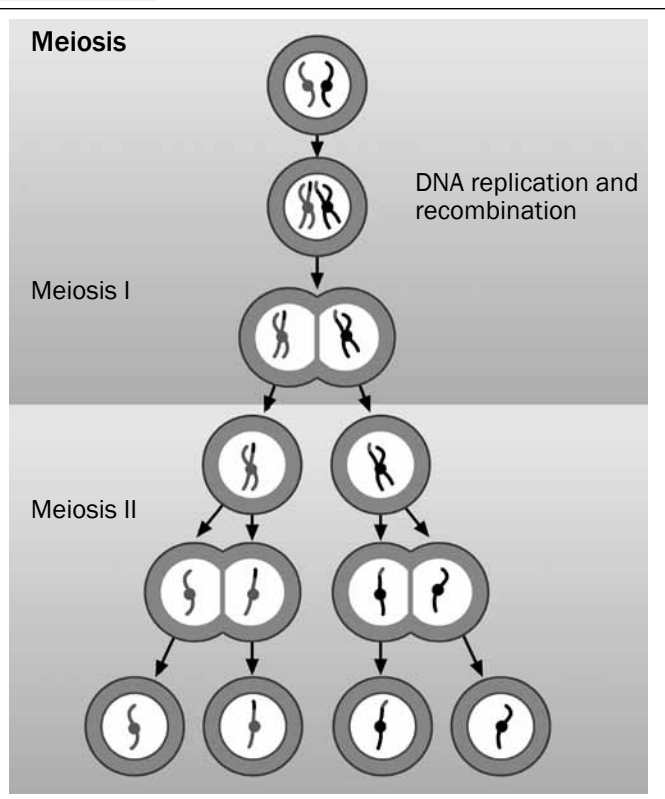 Meiosis
DNA replication and
recombination
Meiosis I
Meiosis II